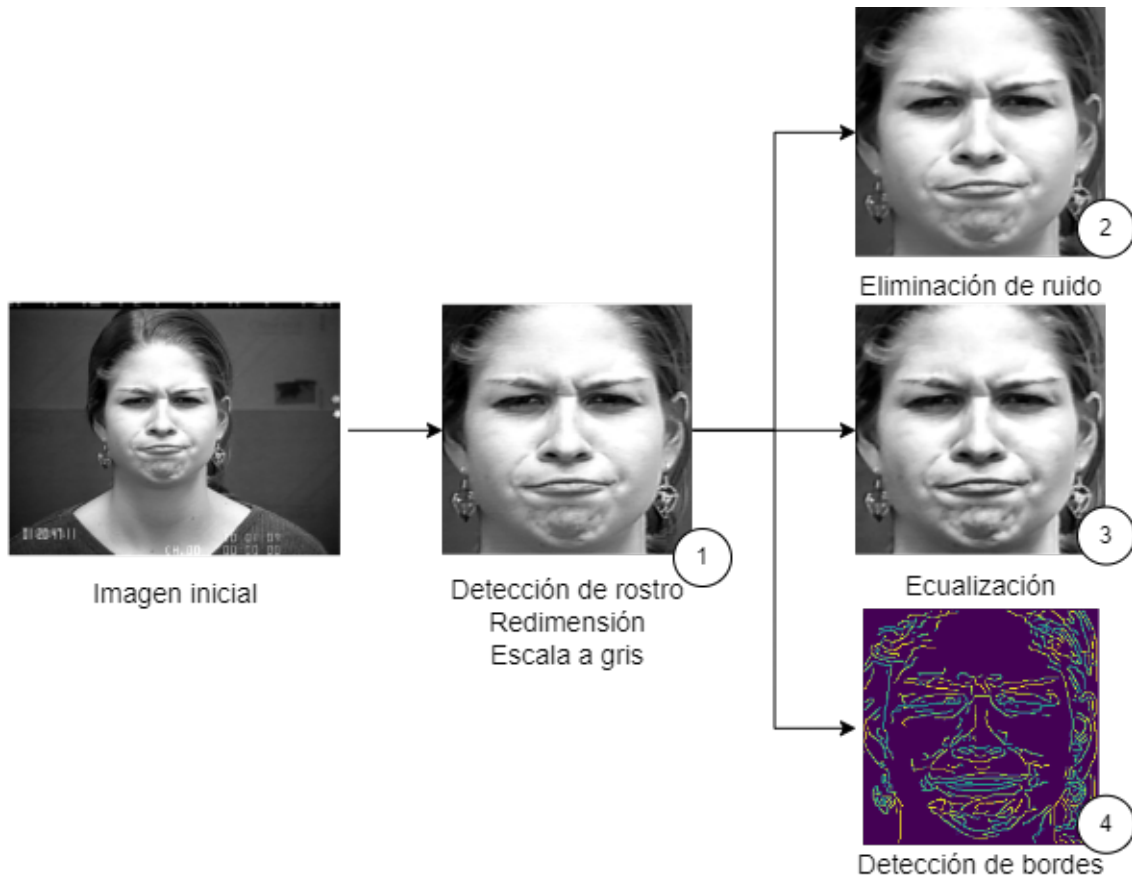 2
Eliminación de ruido
Imagen inicial
1
Detección de rostro
Redimensión
Escala a gris
3
Ecualización
4
Detección de bordes